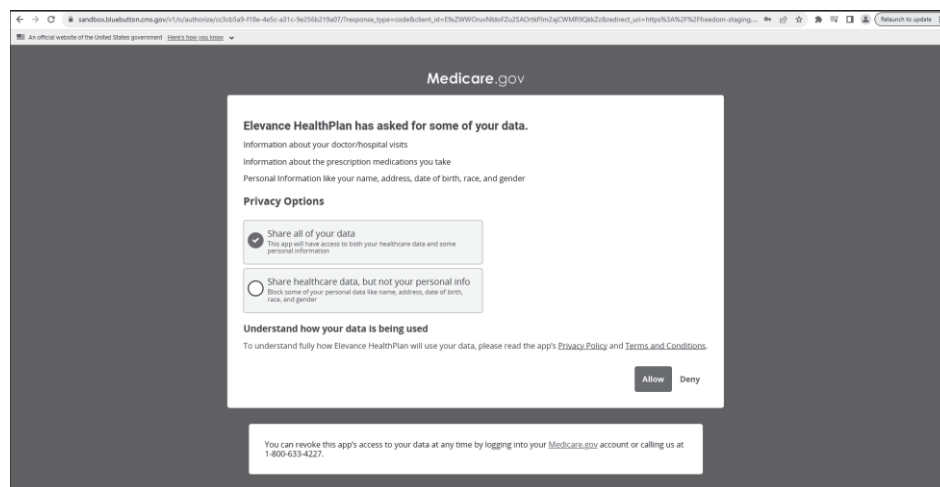 sandbox.bluebutton.cms.gov/v1/o/authorize/
Relaunch to update
An official website of the United States government Here's how you know
Medicare.gov
Elevance HealthPlan has asked for some of your data.
Information about your doctor/hospital visits
Information about the prescription medications you take
Personal Information like your name, address, date of birth, race, and gender
Privacy Options
Share all of your data
This app will have access to both your healthcare data and some
personal information
Share healthcare data, but not your personal info
Block some of your personal data like name, address, date of birth,
race, and gender
Understand how your data is being used
To understand fully how Elevance HealthPlan will use your data, please read the app's Privacy Policy and Terms and Conditions.
Allow Deny
You can revoke this app's access to your data at any time by logging into your Medicare.gov account or calling us at
1-800-633-4227.